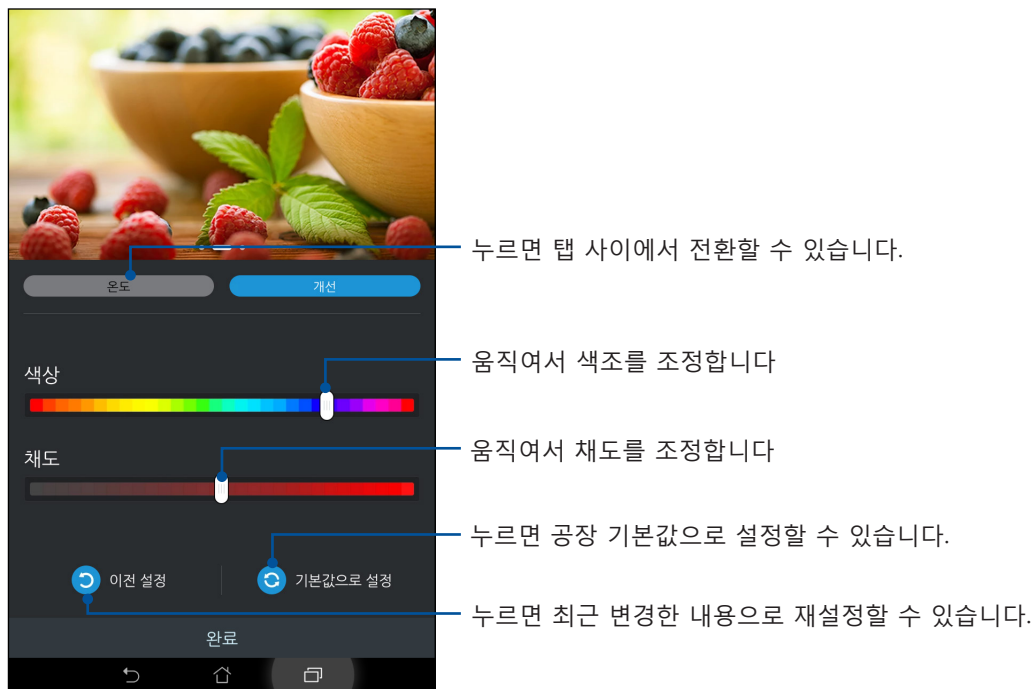 누르면 탭 사이에서 전환할 수 있습니다.
온도
개선
움직여서 색조를 조정합니다
색상
움직여서 채도를 조정합니다
채도
누르면 공장 기본값으로 설정할 수 있습니다.
이전 설정
기본값으로 설정
누르면 최근 변경한 내용으로 재설정할 수 있습니다.
완료